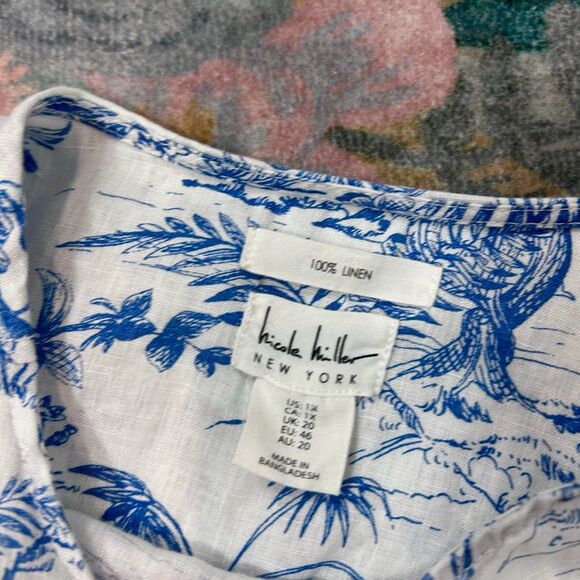 100% LINEN
nicole miller
NEW YORK
US: 1X
CA: 1X
UK: 20
EU: 46
AU: 20
MADE IN
BANGLADESH